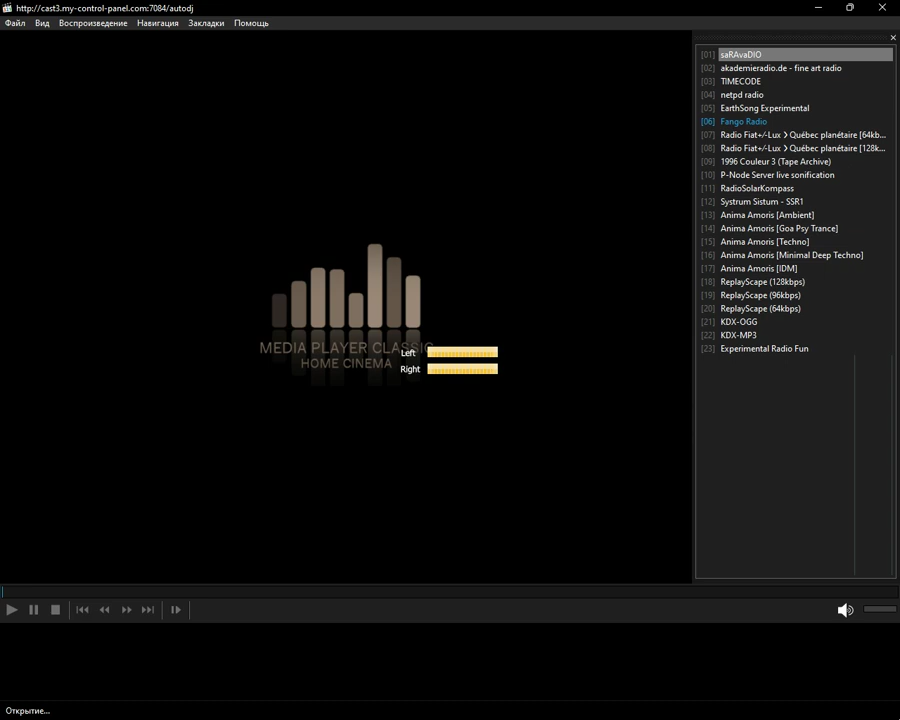 http://cast3.my-control-panel.com:7084/autodj
Файл Вид Воспроизведение Навигация Закладки Помощь
[01] saRAvaDIO
[02] akademieradio.de - fine art radio
[03] TIMECODE
[04] netpd radio
[05] EarthSong Experimental
[06] Fango Radio
[07] Radio Fiat+⁄-Lux ❯ Québec planétaire [64kb...
[08] Radio Fiat+⁄-Lux ❯ Québec planétaire [128k...
[09] 1996 Couleur 3 (Tape Archive)
[10] P-Node Server live sonification
[11] RadioSolarKompass
[12] Systrum Sistum - SSR1
[13] Anima Amoris [Ambient]
[14] Anima Amoris [Goa Psy Trance]
[15] Anima Amoris [Techno]
[16] Anima Amoris [Minimal Deep Techno]
[17] Anima Amoris [IDM]
[18] ReplayScape (128kbps)
[19] ReplayScape (96kbps)
[20] ReplayScape (64kbps)
[21] KDX-OGG
[22] KDX-MP3
[23] Experimental Radio Fun
MEDIA PLAYER CLASSIC
HOME CINEMA
Left
Right
Открытие...